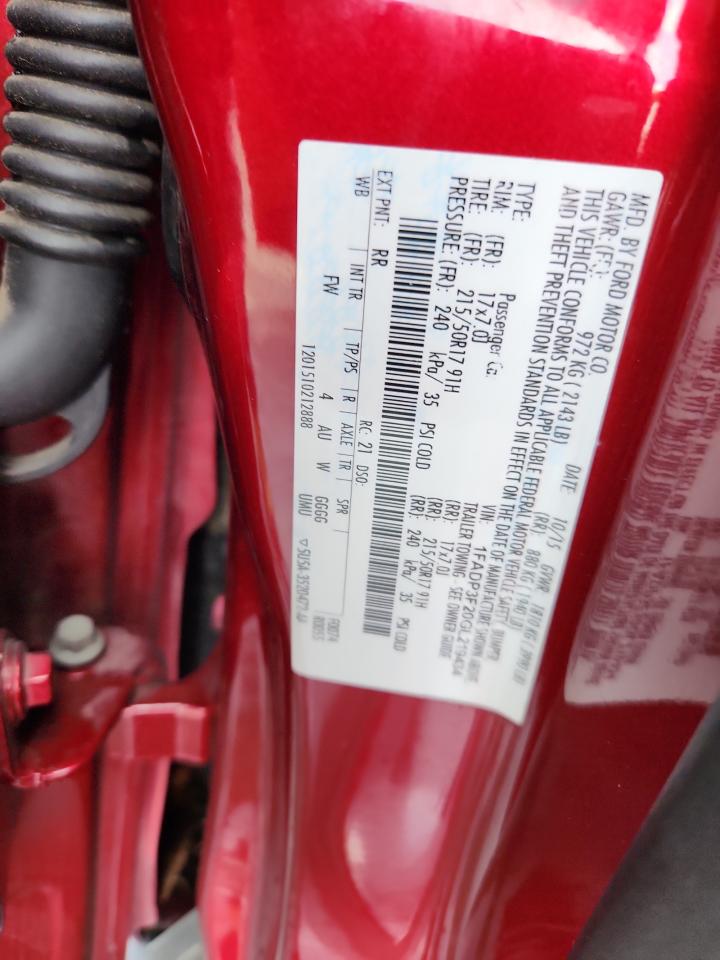 MFD. BY FORD MOTOR CO.
DATE: 10/15 GVWR: 1810 KG
GAWR: (FR): 972 KG (2143 LB) (RR): 880 KG (1940 LB)
THIS VEHICLE CONFORMS TO ALL APPLICABLE FEDERAL MOTOR VEHICLE SAFETY, BUMPER
AND THEFT PREVENTION STANDARDS IN EFFECT ON THE DATE OF MANUFACTURE SHOWN ABOVE.
VIN: 1FADP3F20GL219434
TYPE: Passenger Car TRAILER TOWING - SEE OWNER GUIDE
RIM: (FR): 17x7.0J (RR): 17x7.0J
TIRE: (FR): 215/50R17 91H (RR): 215/50R17 91H
PRESSURE: (FR): 240 kPa/ 35 PSI COLD (RR): 240 kPa/ 35 PSI COLD
EXT PNT: RR RC: 21 DSO:
WB INT TR TP/PS R AXLE TR SPR
FW 4 AU W GGGG
UMU
1201510212888